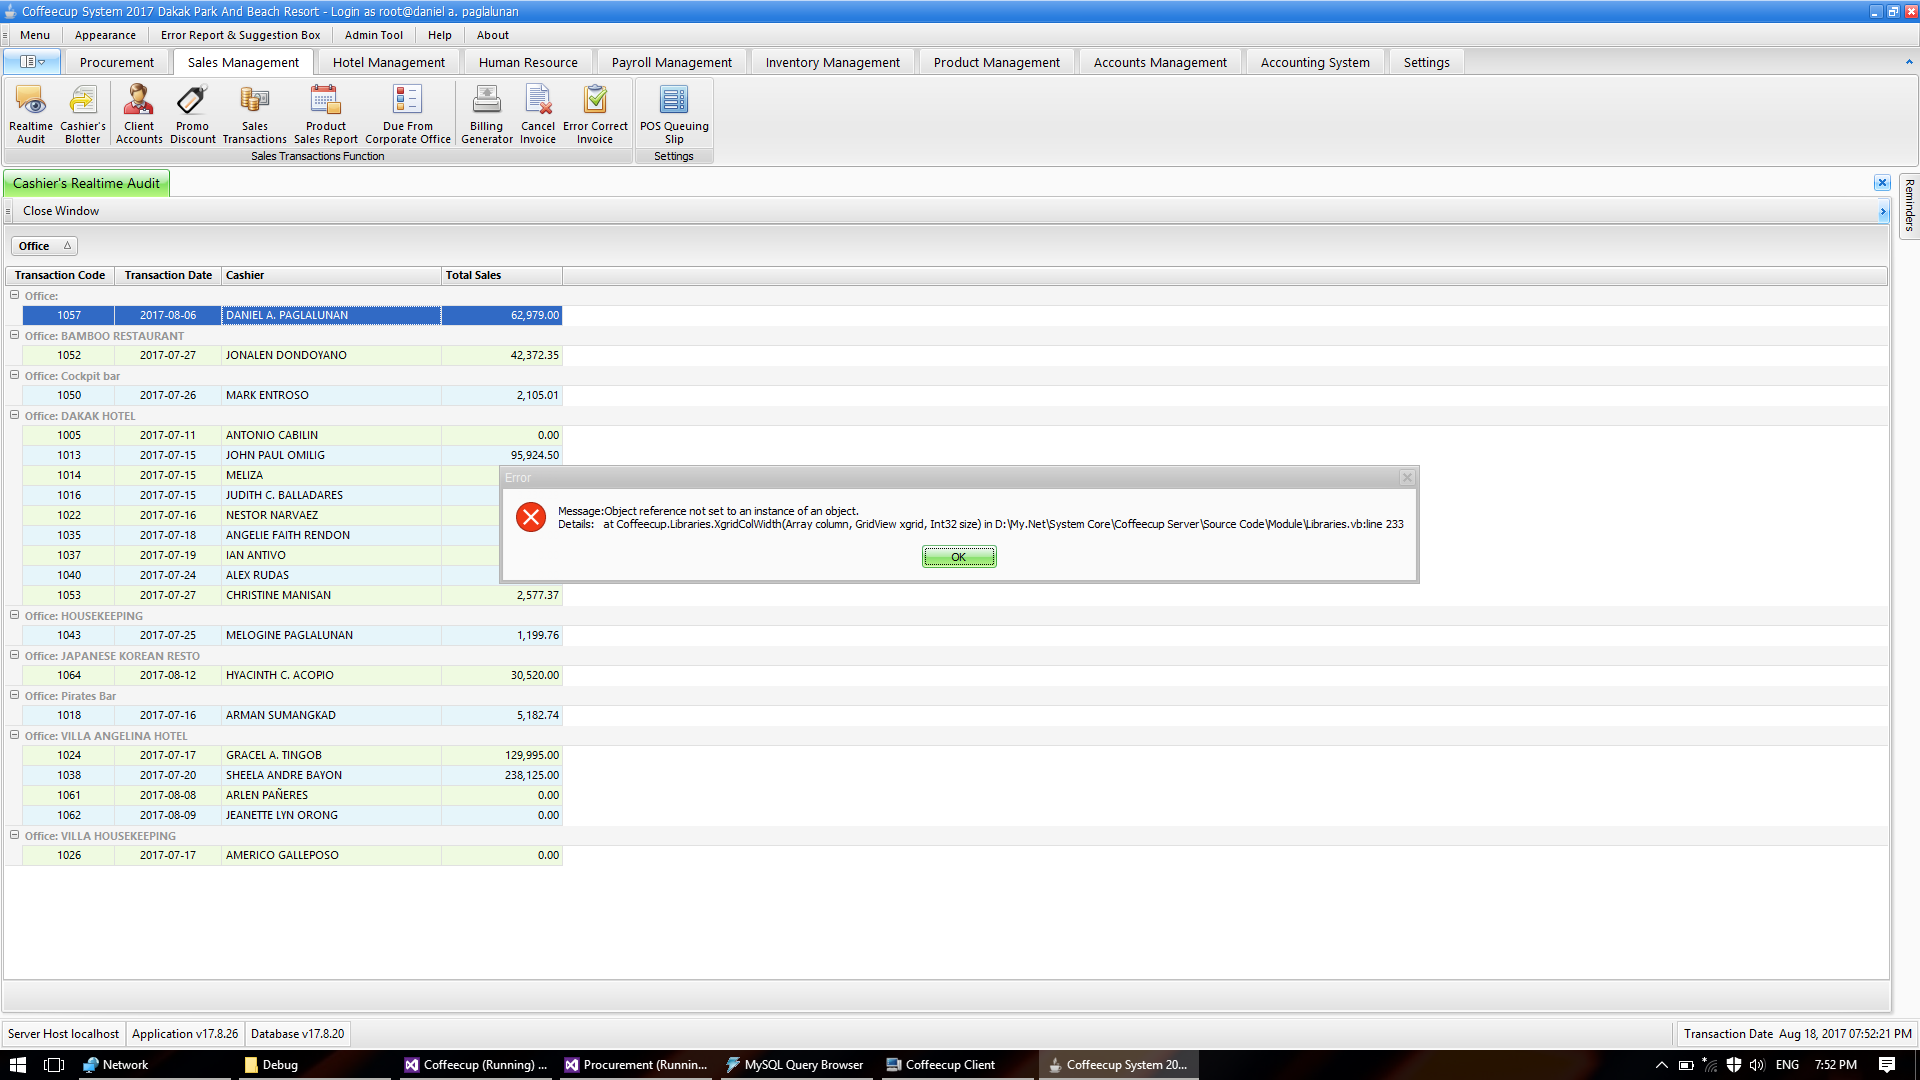 Coffeecup System 2017 Dakak Park And Beach Resort - Login as root@daniel a. paglalunan
Menu Appearance Error Report & Suggestion Box Admin Tool Help About
Procurement Sales Management Hotel Management Human Resource Payroll Management Inventory Management Product Management Accounts Management Accounting System Settings
Realtime Audit Cashier's Blotter Client Accounts Promo Discount Sales Transactions Product Sales Report Due From Corporate Office Billing Generator Cancel Invoice Error Correct Invoice POS Queuing Slip
Sales Transactions Function Settings
Cashier's Realtime Audit
Reminders
Close Window
Office
Transaction Code Transaction Date Cashier Total Sales
Office:
1057 2017-08-06 DANIEL A. PAGLALUNAN 62,979.00
Office: BAMBOO RESTAURANT
1052 2017-07-27 JONALEN DONDOYANO 42,372.35
Office: Cockpit bar
1050 2017-07-26 MARK ENTROSO 2,105.01
Office: DAKAK HOTEL
1005 2017-07-11 ANTONIO CABILIN 0.00
1013 2017-07-15 JOHN PAUL OMILIG 95,924.50
1014 2017-07-15 MELIZA
1016 2017-07-15 JUDITH C. BALLADARES
1022 2017-07-16 NESTOR NARVAEZ
1035 2017-07-18 ANGELIE FAITH RENDON
1037 2017-07-19 IAN ANTIVO
1040 2017-07-24 ALEX RUDAS
1053 2017-07-27 CHRISTINE MANISAN 2,577.37
Error
Message:Object reference not set to an instance of an object.
Details: at Coffeecup.Libraries.XgridColWidth(Array column, GridView xgrid, Int32 size) in D:\My.Net\System Core\Coffeecup Server\Source Code\Module\Libraries.vb:line 233
OK
Office: HOUSEKEEPING
1043 2017-07-25 MELOGINE PAGLALUNAN 1,199.76
Office: JAPANESE KOREAN RESTO
1064 2017-08-12 HYACINTH C. ACOPIO 30,520.00
Office: Pirates Bar
1018 2017-07-16 ARMAN SUMANGKAD 5,182.74
Office: VILLA ANGELINA HOTEL
1024 2017-07-17 GRACEL A. TINGOB 129,995.00
1038 2017-07-20 SHEELA ANDRE BAYON 238,125.00
1061 2017-08-08 ARLEN PAÑERES 0.00
1062 2017-08-09 JEANETTE LYN ORONG 0.00
Office: VILLA HOUSEKEEPING
1026 2017-07-17 AMERICO GALLEPOSO 0.00
Server Host localhost Application v17.8.26 Database v17.8.20 Transaction Date Aug 18, 2017 07:52:21 PM
Network Debug Coffeecup (Running) ... Procurement (Runnin... MySQL Query Browser Coffeecup Client Coffeecup System 20... ENG 7:52 PM